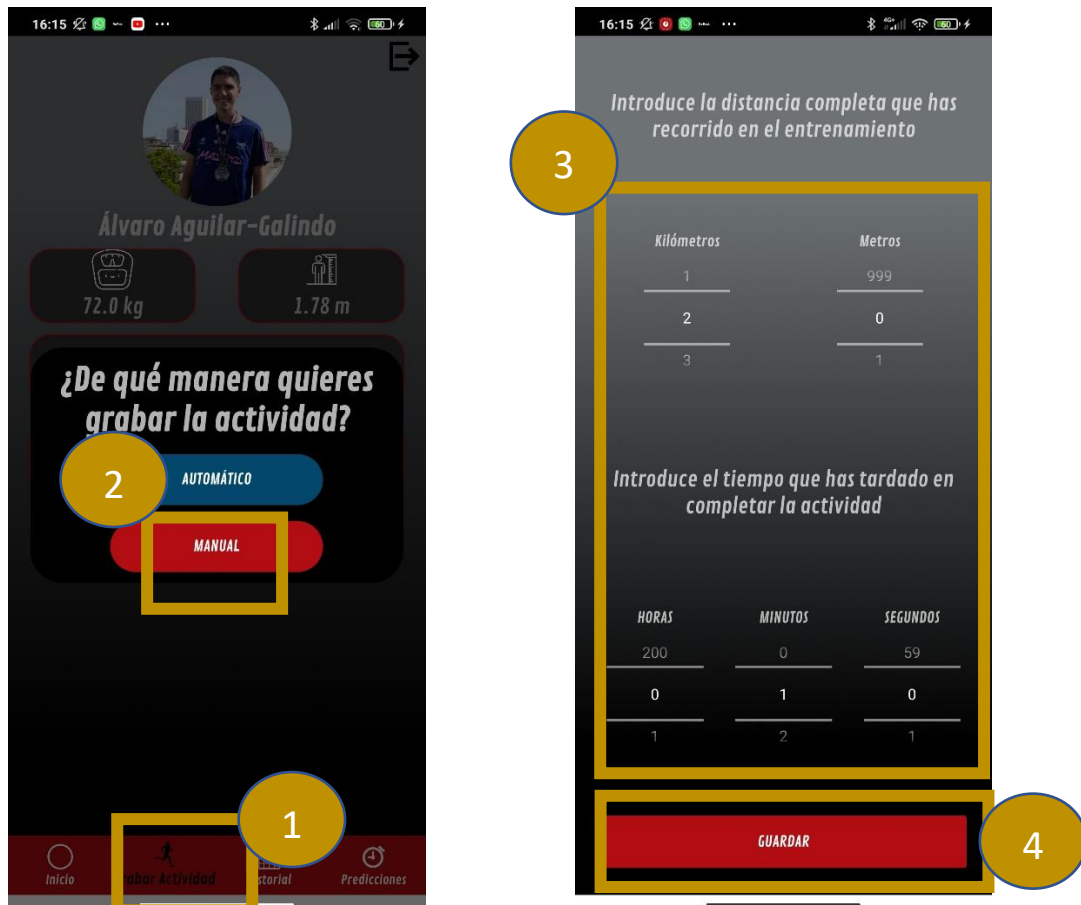 16:15
60
Álvaro Aguilar-Galindo
72.0 kg
1.78 m
¿De qué manera quieres
grabar la actividad?
2
AUTOMÁTICO
MANUAL
1
Inicio
rabar Actividad
storial
Predicciones
16:15
4G+
60
Introduce la distancia completa que has
recorrido en el entrenamiento
3
Kilómetros Metros
1 999
2 0
3 1
Introduce el tiempo que has tardado en
completar la actividad
HORAS MINUTOS SEGUNDOS
200 0 59
0 1 0
1 2 1
GUARDAR
4